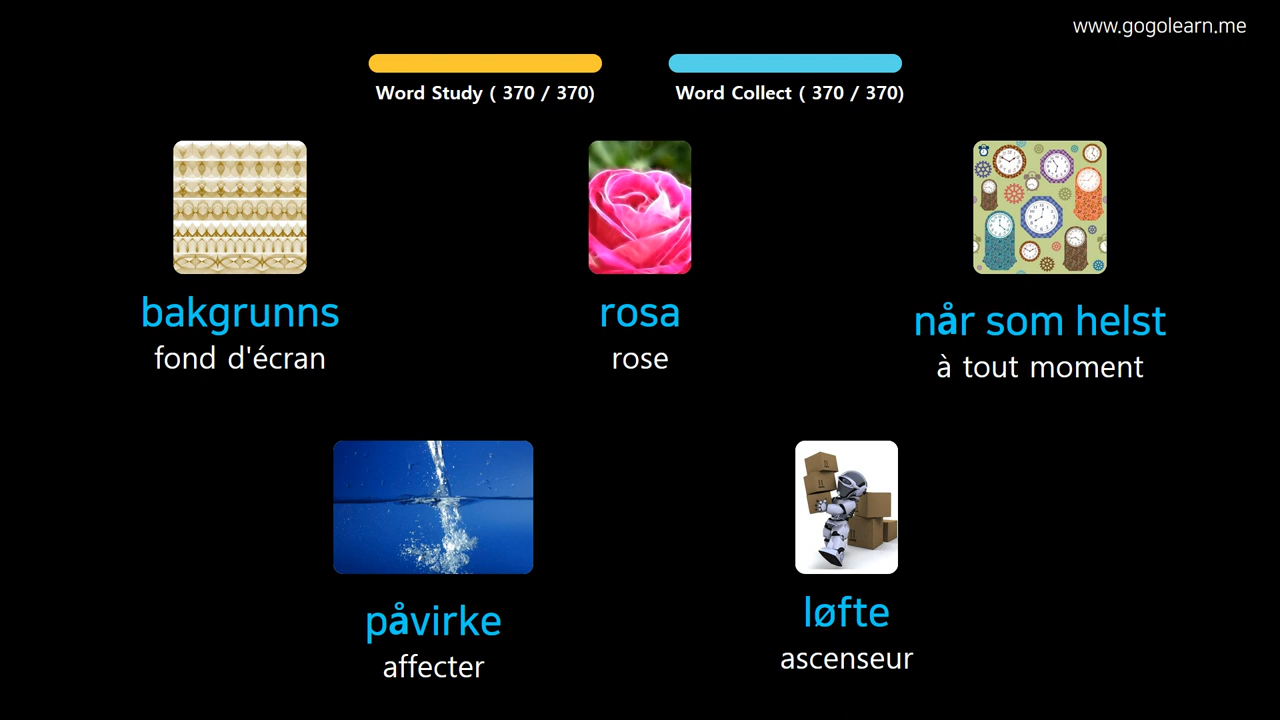 www.gogolearn.me
Word Study ( 370 / 370)
Word Collect ( 370 / 370)
bakgrunns
fond d'écran
rosa
rose
når som helst
à tout moment
påvirke
affecter
løfte
ascenseur